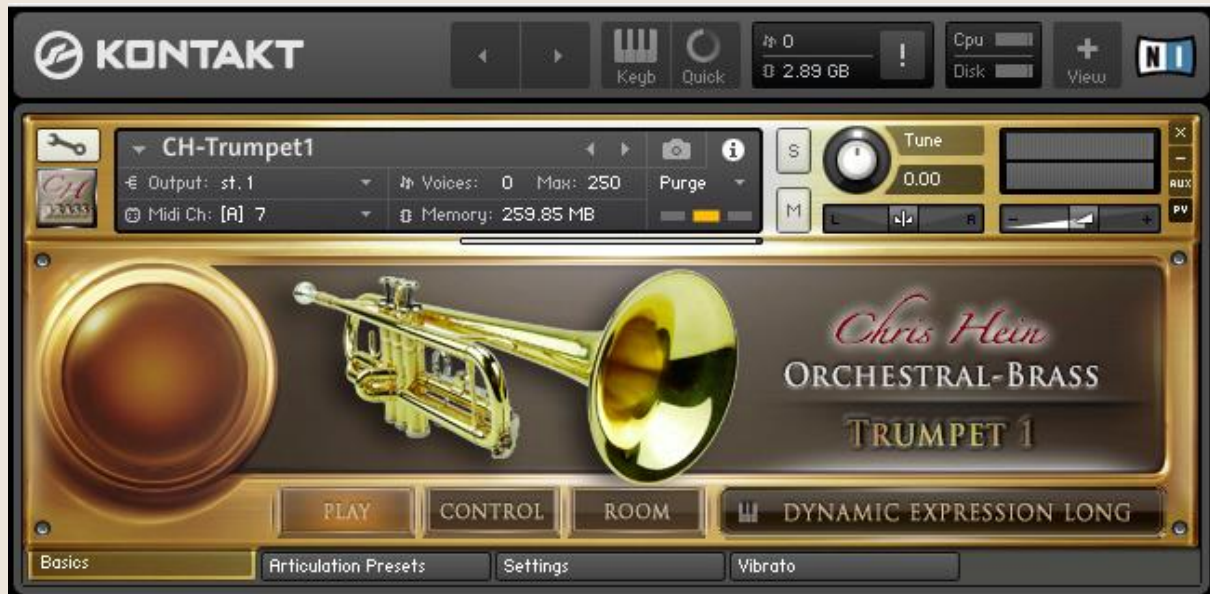 KONTAKT
Keyb
Quick
0
2.89 GB
!
Cpu
Disk
+
View
NI
CH-Trumpet1
i
S
Tune
Output: st.1
Voices: 0 Max: 250
Purge
0.00
AUX
CH
Midi Ch: [A] 7
Memory: 259.85 MB
M
L
R
-
+
PV
Chris Hein
ORCHESTRAL-BRASS
TRUMPET 1
PLAY
CONTROL
ROOM
DYNAMIC EXPRESSION LONG
Basics
Articulation Presets
Settings
Vibrato